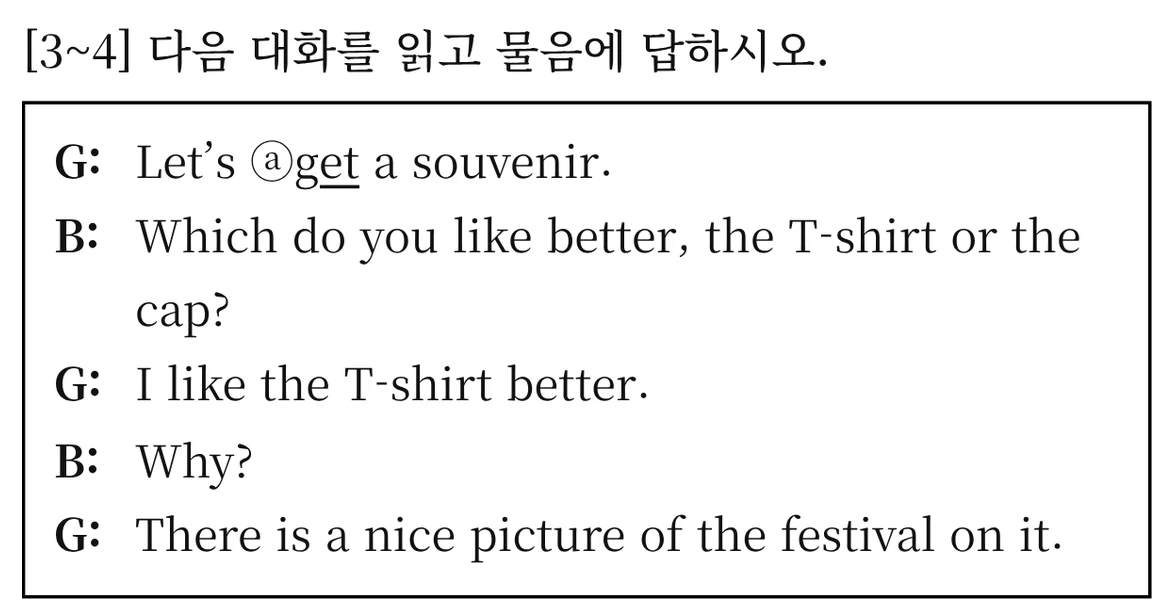 [3~4] 다음 대화를 읽고 물음에 답하시오.
G: Let’s ⓐget a souvenir.
B: Which do you like better, the T-shirt or the
cap?
G: I like the T-shirt better.
B: Why?
G: There is a nice picture of the festival on it.